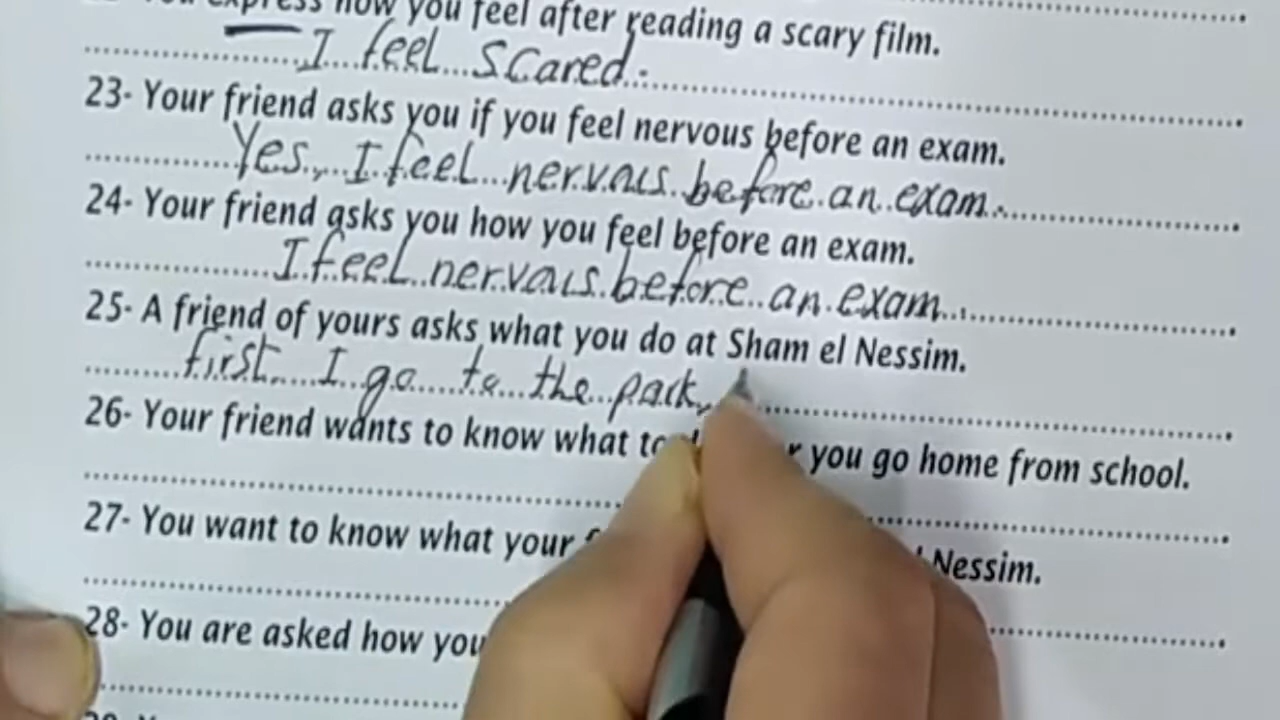 express how you feel after reading a scary film.
I feel scared.
23- Your friend asks you if you feel nervous before an exam.
Yes, I feel nervous before an exam.
24- Your friend asks you how you feel before an exam.
I feel nervous before an exam.
25- A friend of yours asks what you do at Sham el Nessim.
first, I go to the park,
26- Your friend wants to know what you go home from school.
27- You want to know what your Nessim.
28- You are asked how you